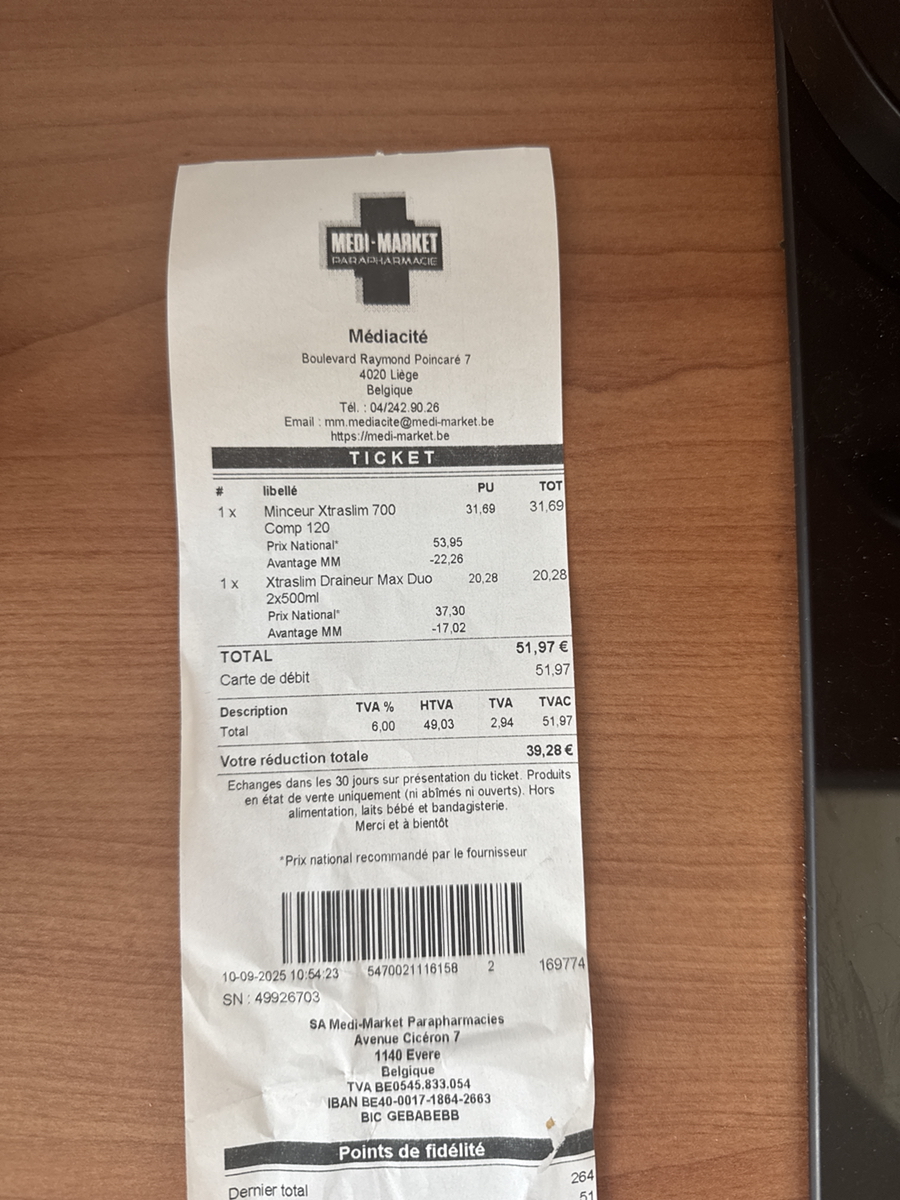 MEDI-MARKET
PARAPHARMACIE
Médiacité
Boulevard Raymond Poincaré 7
4020 Liège
Belgique
Tél. : 04/242.90.26
Email : mm.mediacite@medi-market.be
https://medi-market.be
TICKET
# libellé PU TOT
1 x Minceur Xtraslim 700 31,69 31,69
Comp 120
Prix National* 53,95
Avantage MM -22,26
1 x Xtraslim Draineur Max Duo 20,28 20,28
2x500ml
Prix National* 37,30
Avantage MM -17,02
TOTAL 51,97 €
Carte de débit 51,97
Description TVA % HTVA TVA TVAC
Total 6,00 49,03 2,94 51,97
Votre réduction totale 39,28 €
Echanges dans les 30 jours sur présentation du ticket. Produits
en état de vente uniquement (ni abîmés ni ouverts). Hors
alimentation, laits bébé et bandagisterie.
Merci et à bientôt
*Prix national recommandé par le fournisseur
10-09-2025 10:54:23 5470021116158 2 169774
SN : 49926703
SA Medi-Market Parapharmacies
Avenue Cicéron 7
1140 Evere
Belgique
TVA BE0545.833.054
IBAN BE40-0017-1864-2663
BIC GEBABEBB
Points de fidélité
Dernier total 264
51